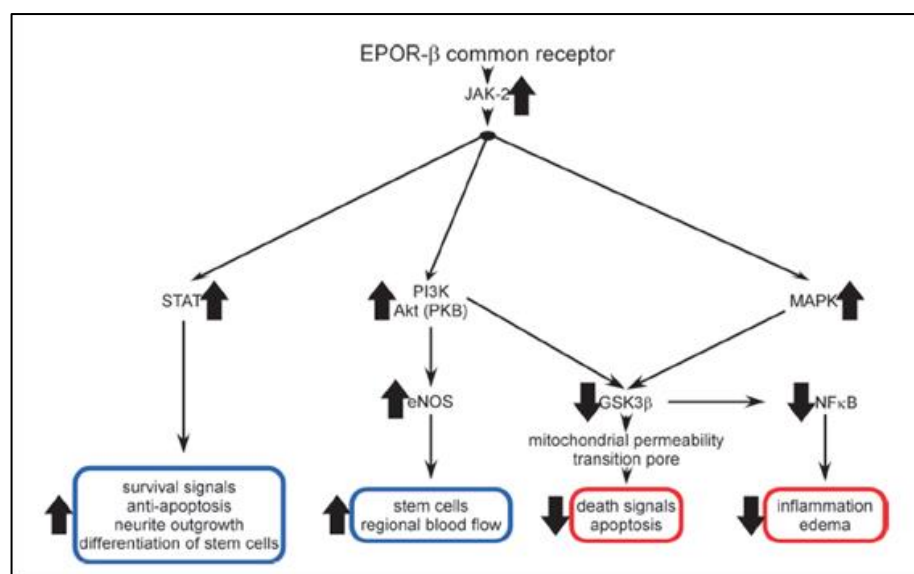 EPOR-β common receptor
JAK-2
STAT
PI3K
Akt (PKB)
MAPK
eNOS
GSK3β
NFκB
mitochondrial permeability
transition pore
survival signals
anti-apoptosis
neurite outgrowth
differentiation of stem cells
stem cells
regional blood flow
death signals
apoptosis
inflammation
edema